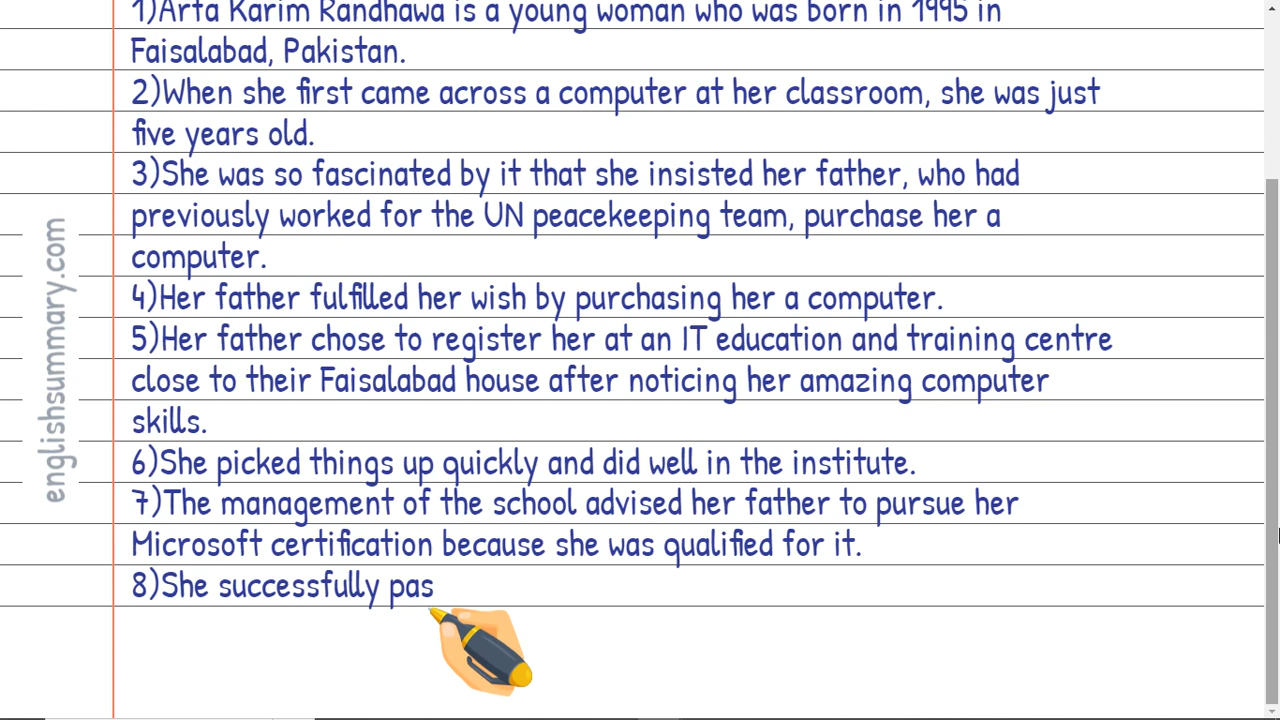 1)Arfa Karim Randhawa is a young woman who was born in 1995 in
Faisalabad, Pakistan.
2)When she first came across a computer at her classroom, she was just
five years old.
3)She was so fascinated by it that she insisted her father, who had
previously worked for the UN peacekeeping team, purchase her a
computer.
4)Her father fulfilled her wish by purchasing her a computer.
5)Her father chose to register her at an IT education and training centre
close to their Faisalabad house after noticing her amazing computer
skills.
6)She picked things up quickly and did well in the institute.
7)The management of the school advised her father to pursue her
Microsoft certification because she was qualified for it.
8)She successfully pas
englishsummary.com